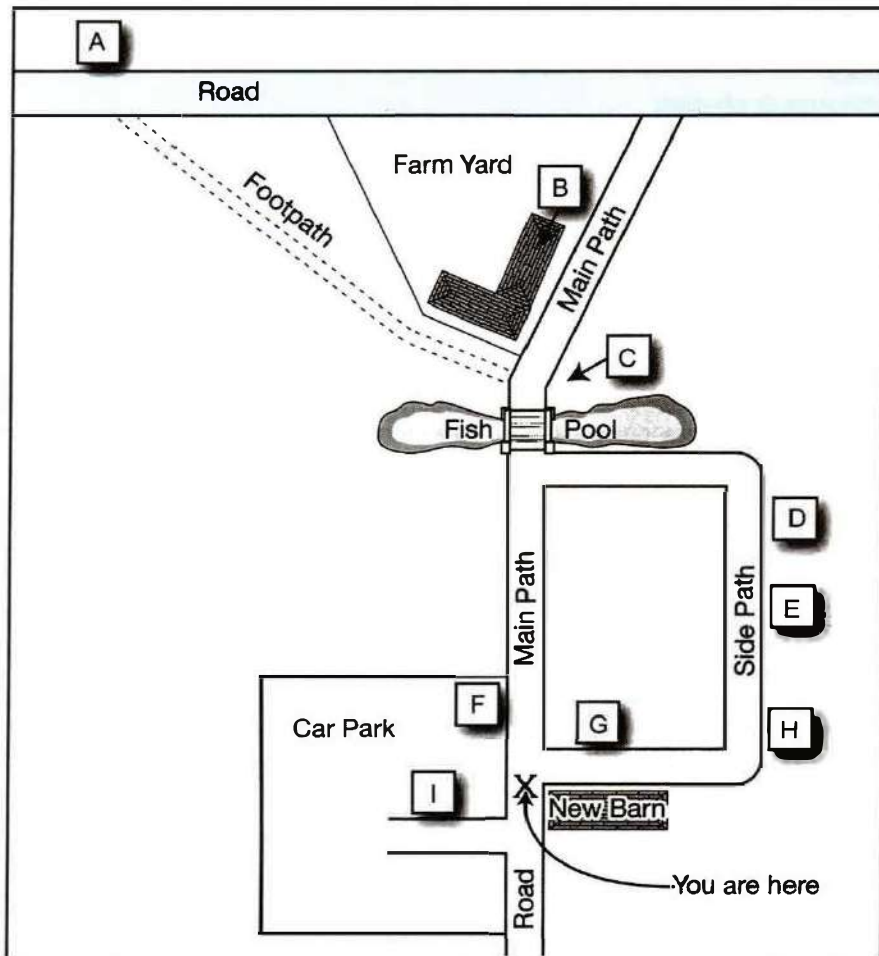 A
Road
Farm Yard
B
Footpath
Main Path
C
Fish Pool
D
Main Path
E
Side Path
F
G
H
Car Park
I
X
New Barn
You are here
Road